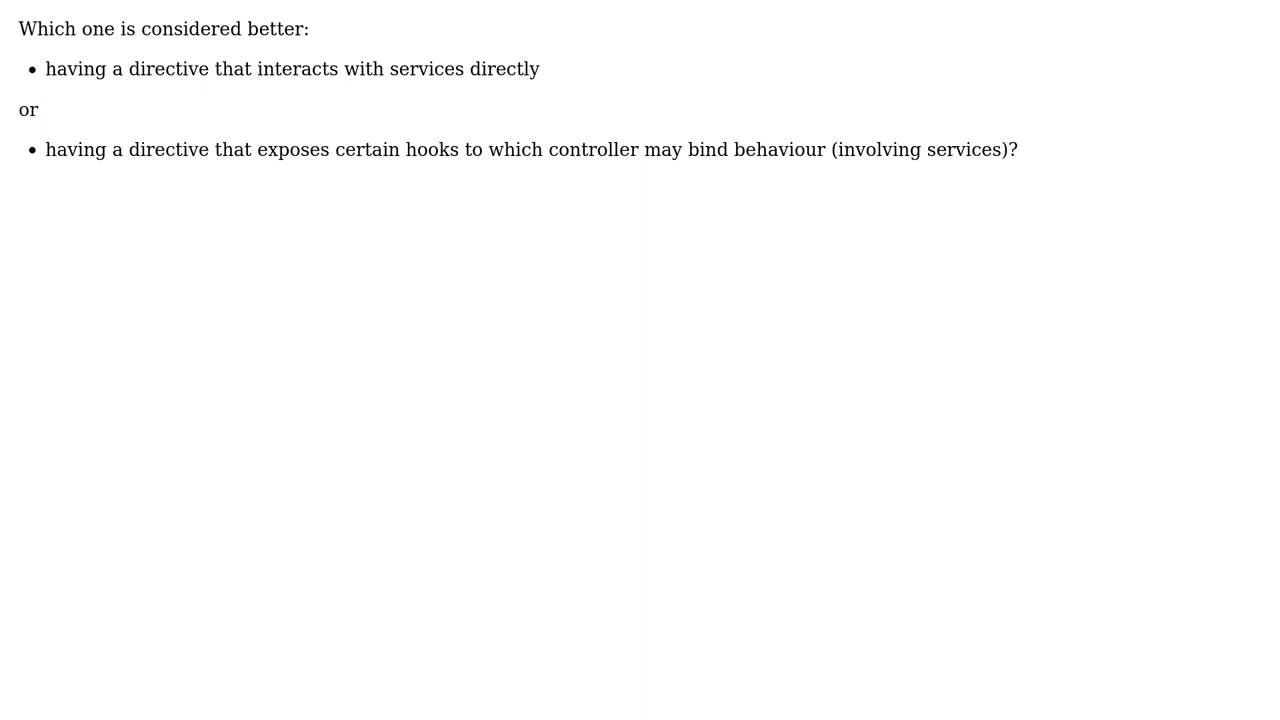 Which one is considered better:
• having a directive that interacts with services directly
or
• having a directive that exposes certain hooks to which controller may bind behaviour (involving services)?